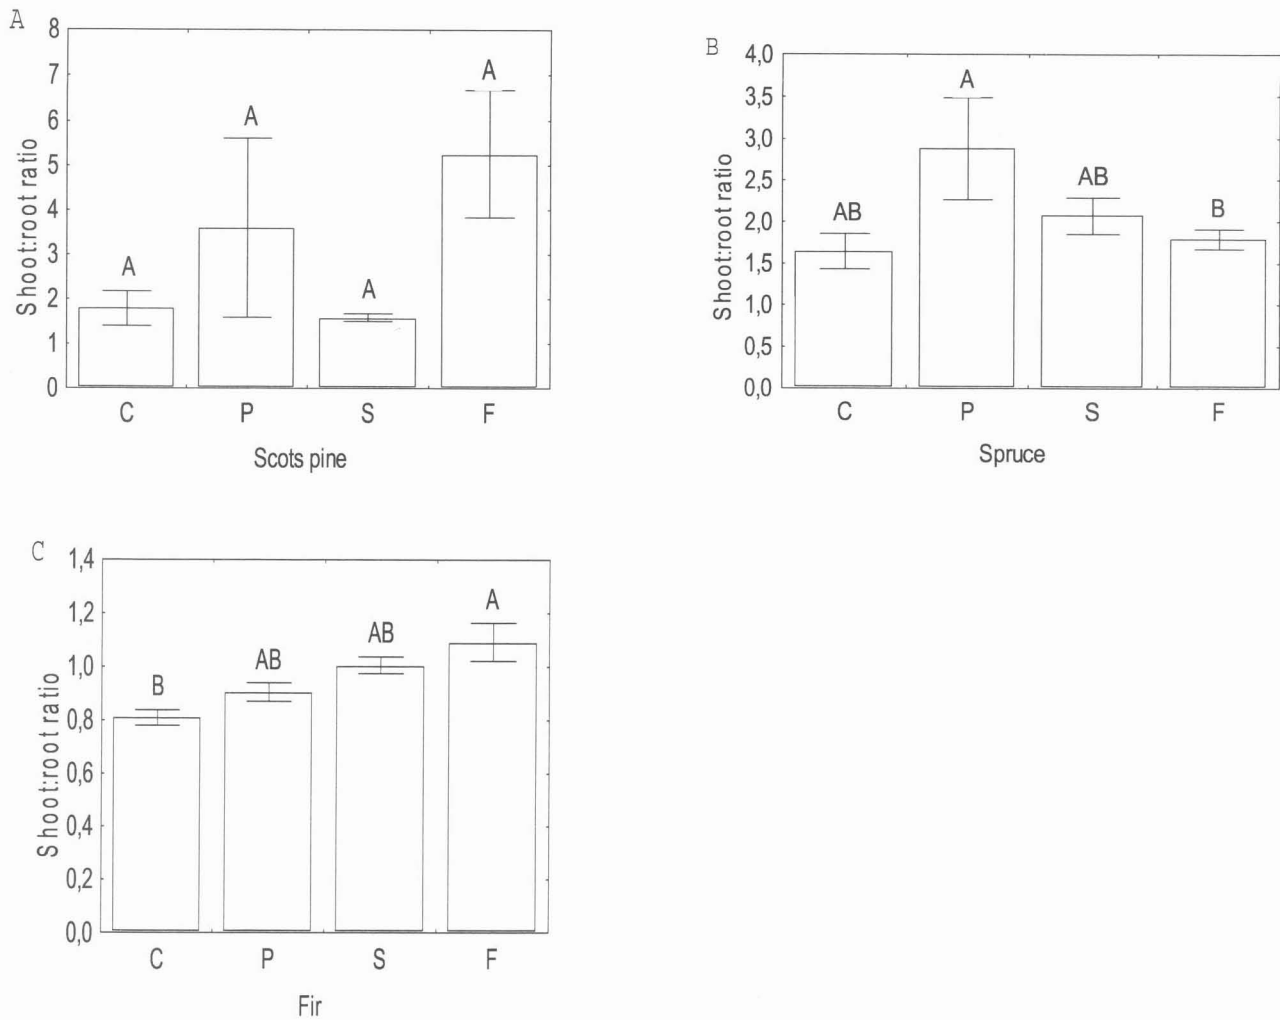 A
8
7
6
5
4
3
2
1
0
Shoot:root ratio
A
A
A
A
C P S F
Scots pine
B
4,0
3,5
3,0
2,5
2,0
1,5
1,0
0,5
0,0
Shoot:root ratio
AB
A
AB
B
C P S F
Spruce
C
1,4
1,2
1,0
0,8
0,6
0,4
0,2
0,0
Shoot:root ratio
B
AB
AB
A
C P S F
Fir